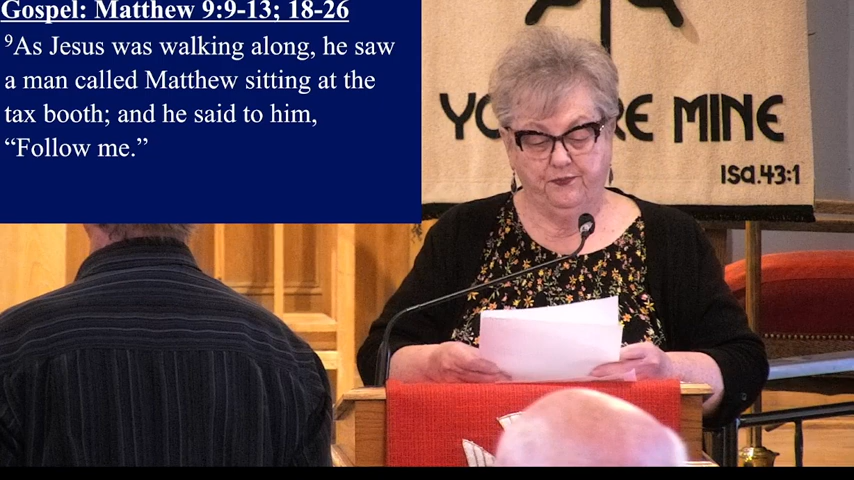 Gospel: Matthew 9:9-13; 18-26
⁹As Jesus was walking along, he saw
a man called Matthew sitting at the
tax booth; and he said to him,
“Follow me.”
MINE
Isa.43:1